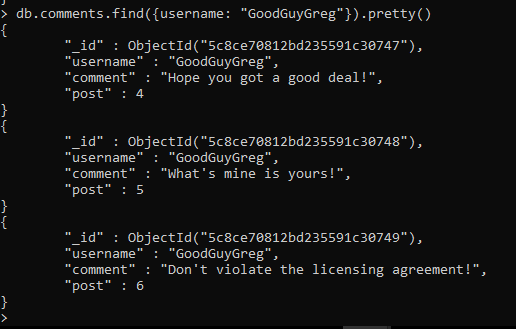 > db.comments.find({username: "GoodGuyGreg"}).pretty()
{
        "_id" : ObjectId("5c8ce70812bd235591c30747"),
        "username" : "GoodGuyGreg",
        "comment" : "Hope you got a good deal!",
        "post" : 4
}
{
        "_id" : ObjectId("5c8ce70812bd235591c30748"),
        "username" : "GoodGuyGreg",
        "comment" : "What's mine is yours!",
        "post" : 5
}
{
        "_id" : ObjectId("5c8ce70812bd235591c30749"),
        "username" : "GoodGuyGreg",
        "comment" : "Don't violate the licensing agreement!",
        "post" : 6
}
>